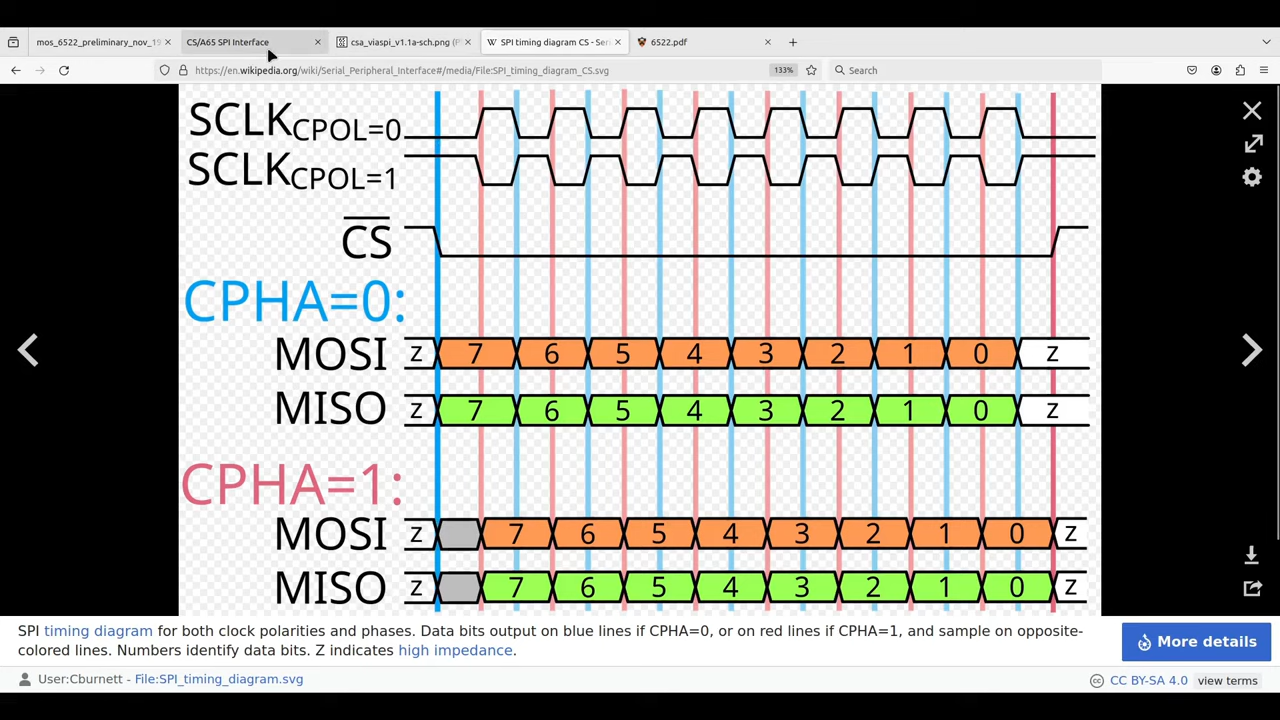 mos_6522_preliminary_nov_19
CS/A65 SPI Interface
csa_viaspi_v1.1a-sch.png (P
SPI timing diagram CS - Seri
6522.pdf
https://en.wikipedia.org/wiki/Serial_Peripheral_Interface#/media/File:SPI_timing_diagram_CS.svg
133%
Search
SCLK CPOL=0
SCLK CPOL=1
CS
CPHA=0:
MOSI z 7 6 5 4 3 2 1 0 z
MISO z 7 6 5 4 3 2 1 0 z
CPHA=1:
MOSI z 7 6 5 4 3 2 1 0 z
MISO z 7 6 5 4 3 2 1 0 z
SPI timing diagram for both clock polarities and phases. Data bits output on blue lines if CPHA=0, or on red lines if CPHA=1, and sample on opposite-
colored lines. Numbers identify data bits. Z indicates high impedance.
More details
User:Cburnett - File:SPI_timing_diagram.svg
CC BY-SA 4.0
view terms